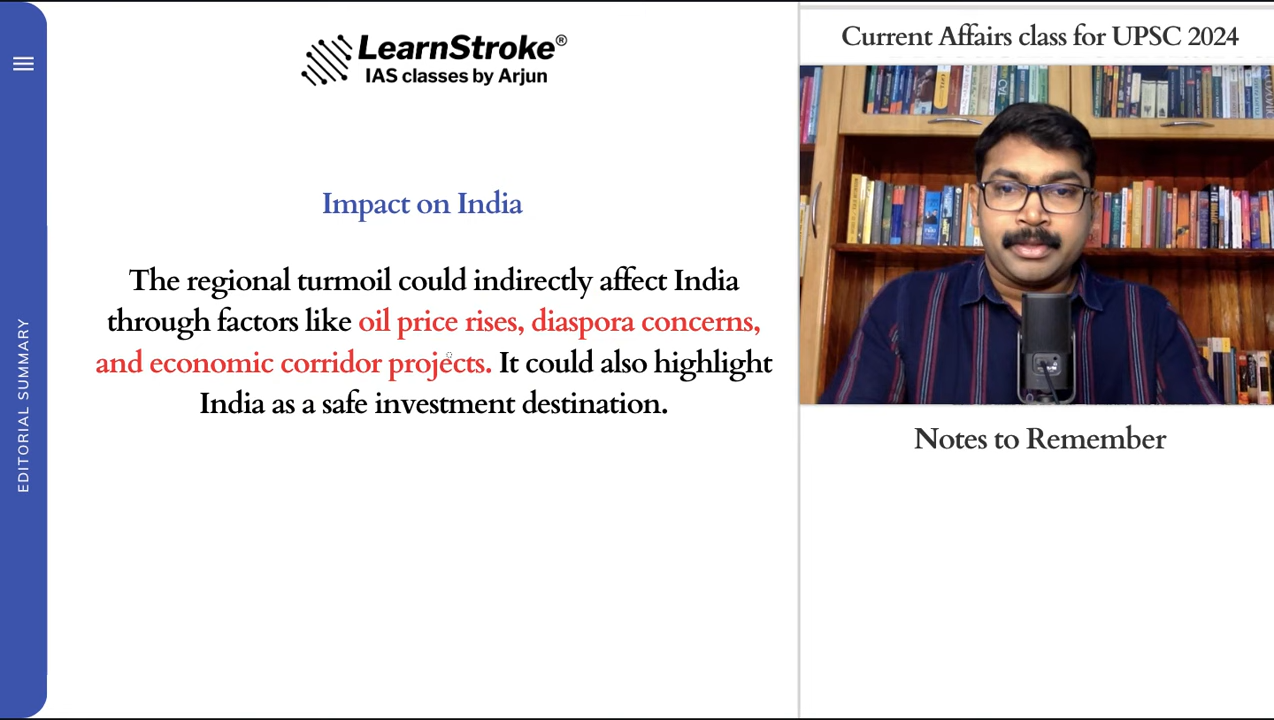 LearnStroke®
IAS classes by Arjun
Impact on India
The regional turmoil could indirectly affect India
through factors like oil price rises, diaspora concerns,
and economic corridor projects. It could also highlight
India as a safe investment destination.
EDITORIAL SUMMARY
Current Affairs class for UPSC 2024
Notes to Remember